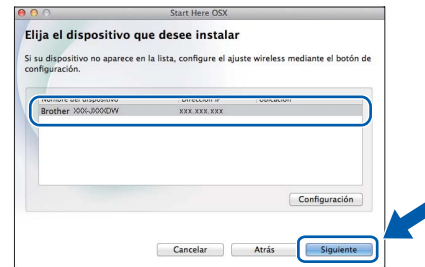 Start Here OSX
Elija el dispositivo que desee instalar
Si su dispositivo no aparece en la lista, configure el ajuste wireless mediante el botón de
configuración.
Nombre del dispositivo Dirección IP Ubicación
Brother XXX-JXXXDW XXX.XXX.XXX
Configuración
Cancelar Atrás Siguiente